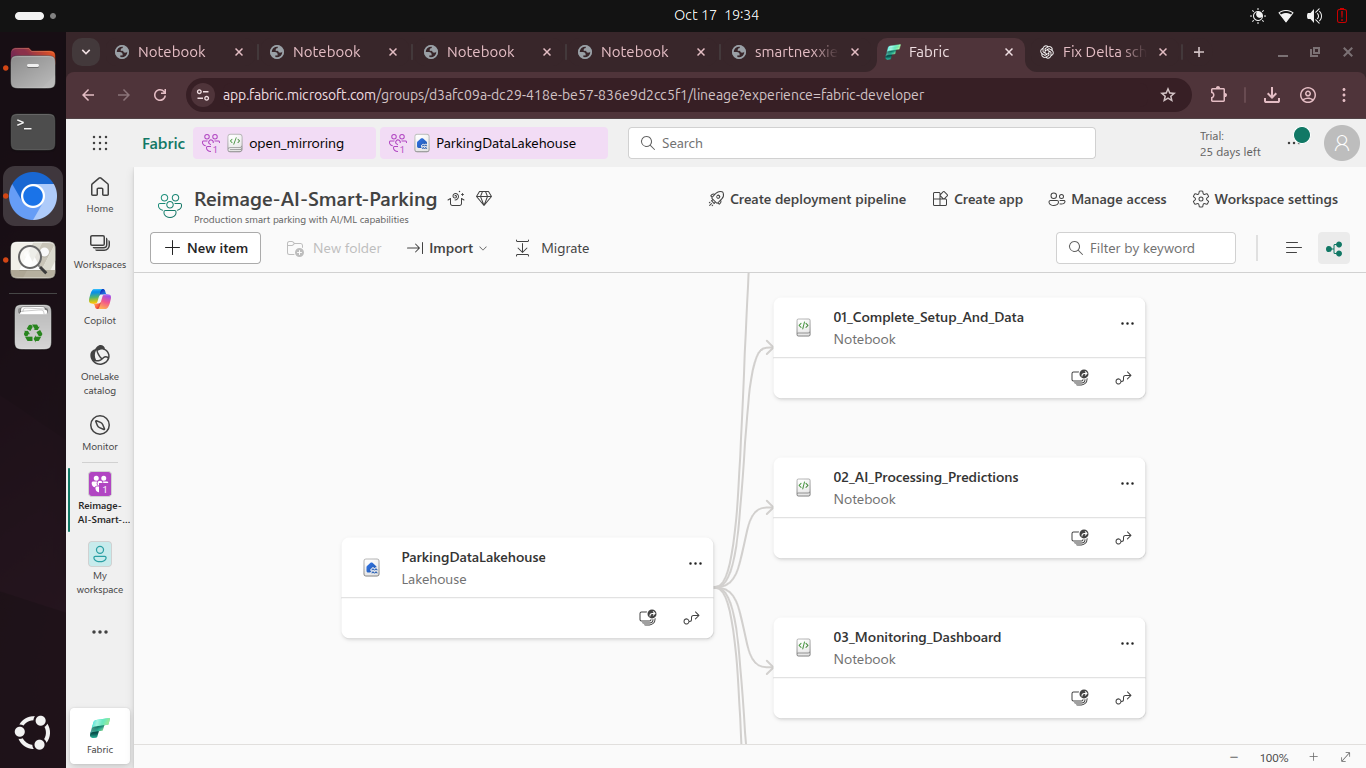 Oct 17 19:34
Notebook
Notebook
Notebook
Notebook
smartnexxie
Fabric
Fix Delta sch
app.fabric.microsoft.com/groups/d3afc09a-dc29-418e-be57-836e9d2cc5f1/lineage?experience=fabric-developer
Fabric
open_mirroring
ParkingDataLakehouse
Search
Trial:
25 days left
Home
Workspaces
Copilot
OneLake
catalog
Monitor
Reimage-
AI-Smart-...
My
workspace
Fabric
Reimage-AI-Smart-Parking
Production smart parking with AI/ML capabilities
Create deployment pipeline
Create app
Manage access
Workspace settings
New item
New folder
Import
Migrate
Filter by keyword
01_Complete_Setup_And_Data
Notebook
02_AI_Processing_Predictions
Notebook
ParkingDataLakehouse
Lakehouse
03_Monitoring_Dashboard
Notebook
100%